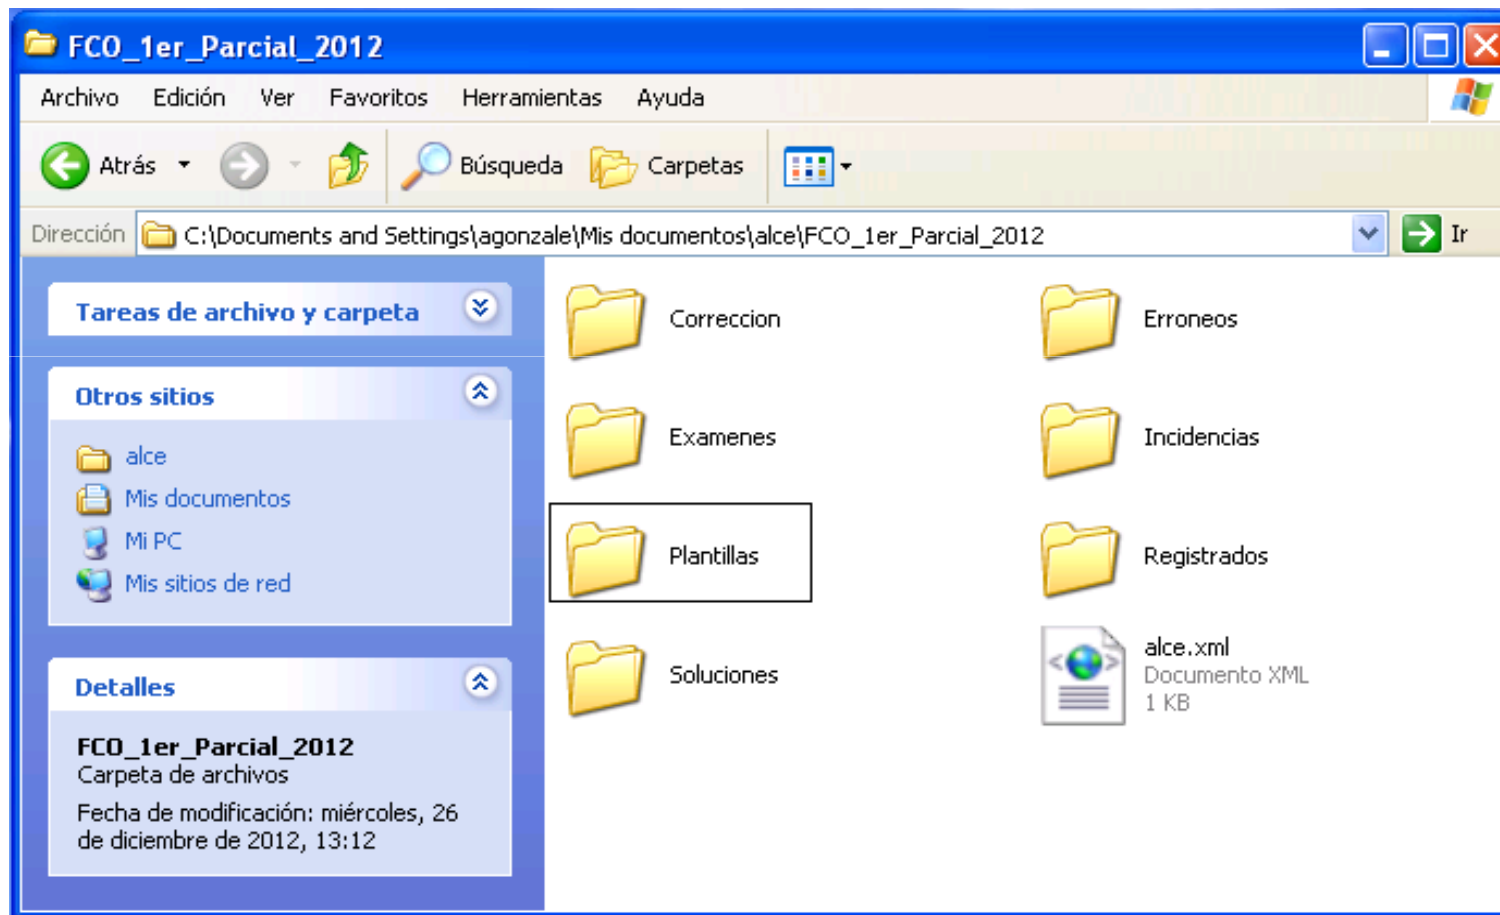 FCO_1er_Parcial_2012
Archivo Edición Ver Favoritos Herramientas Ayuda
Atrás Búsqueda Carpetas
Dirección C:\Documents and Settings\agonzale\Mis documentos\alce\FCO_1er_Parcial_2012 Ir
Tareas de archivo y carpeta
Otros sitios
alce
Mis documentos
Mi PC
Mis sitios de red
Detalles
FCO_1er_Parcial_2012
Carpeta de archivos
Fecha de modificación: miércoles, 26
de diciembre de 2012, 13:12
Correccion Erroneos
Examenes Incidencias
Plantillas Registrados
Soluciones alce.xml
Documento XML
1 KB